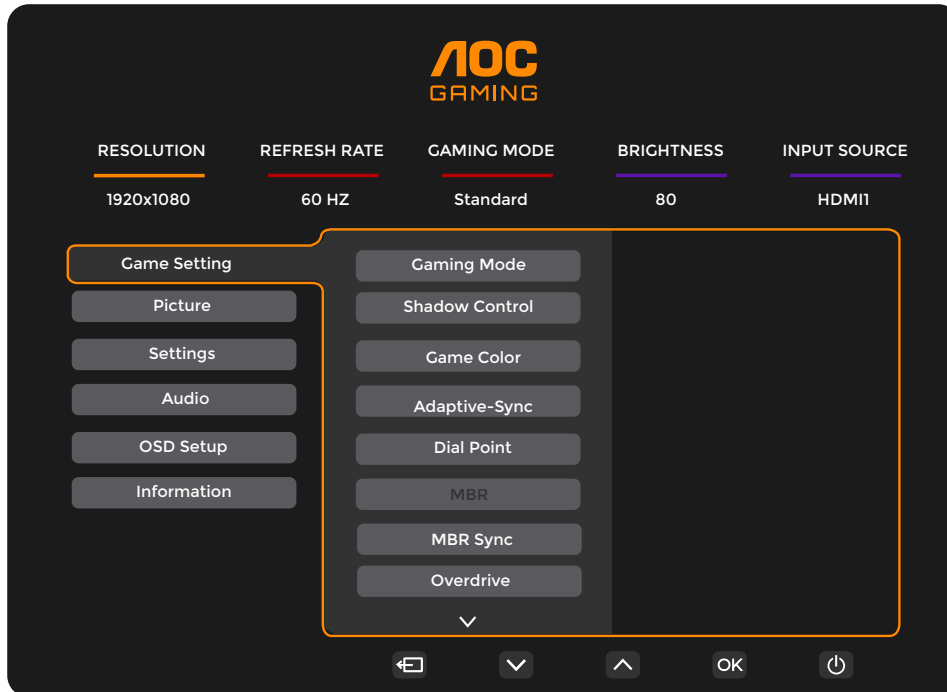 AOC
GAMING
RESOLUTION REFRESH RATE GAMING MODE BRIGHTNESS INPUT SOURCE
1920x1080 60 HZ Standard 80 HDMI1
Game Setting
Picture
Settings
Audio
OSD Setup
Information
Gaming Mode
Shadow Control
Game Color
Adaptive-Sync
Dial Point
MBR
MBR Sync
Overdrive
OK